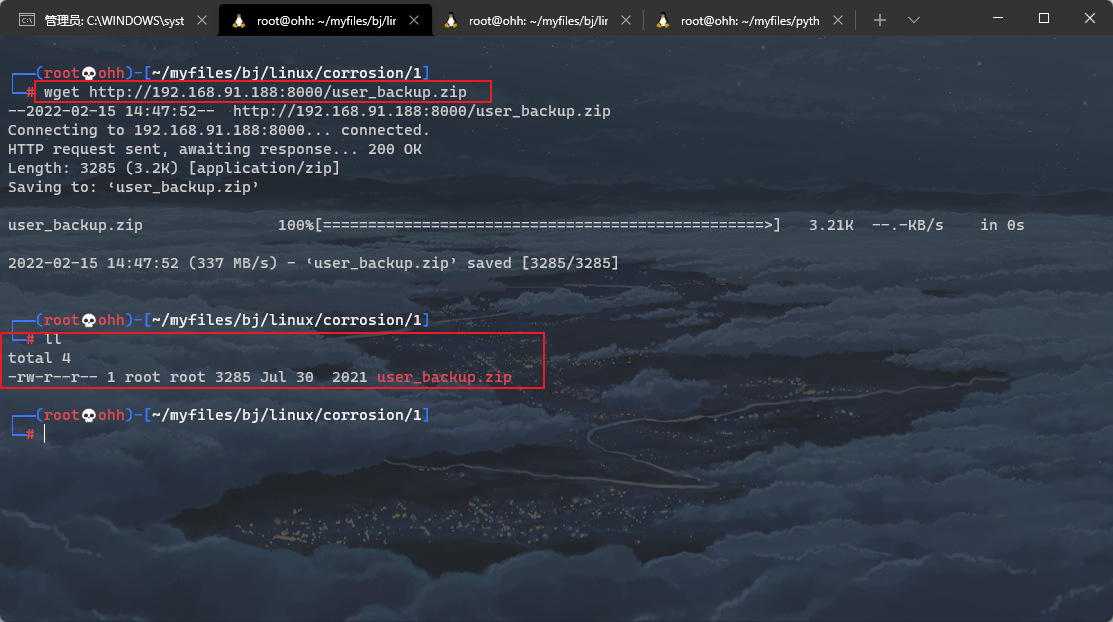 管理员: C:\WINDOWS\syst
root@ohh: ~/myfiles/bj/lir
root@ohh: ~/myfiles/bj/lir
root@ohh: ~/myfiles/pyth
┌──(root💀ohh)-[~/myfiles/bj/linux/corrosion/1]
└─# wget http://192.168.91.188:8000/user_backup.zip
--2022-02-15 14:47:52--  http://192.168.91.188:8000/user_backup.zip
Connecting to 192.168.91.188:8000... connected.
HTTP request sent, awaiting response... 200 OK
Length: 3285 (3.2K) [application/zip]
Saving to: ‘user_backup.zip’
user_backup.zip               100%[=================================================>]   3.21K  --.-KB/s    in 0s
2022-02-15 14:47:52 (337 MB/s) - ‘user_backup.zip’ saved [3285/3285]
┌──(root💀ohh)-[~/myfiles/bj/linux/corrosion/1]
└─# ll
total 4
-rw-r--r-- 1 root root 3285 Jul 30  2021 user_backup.zip
┌──(root💀ohh)-[~/myfiles/bj/linux/corrosion/1]
└─#